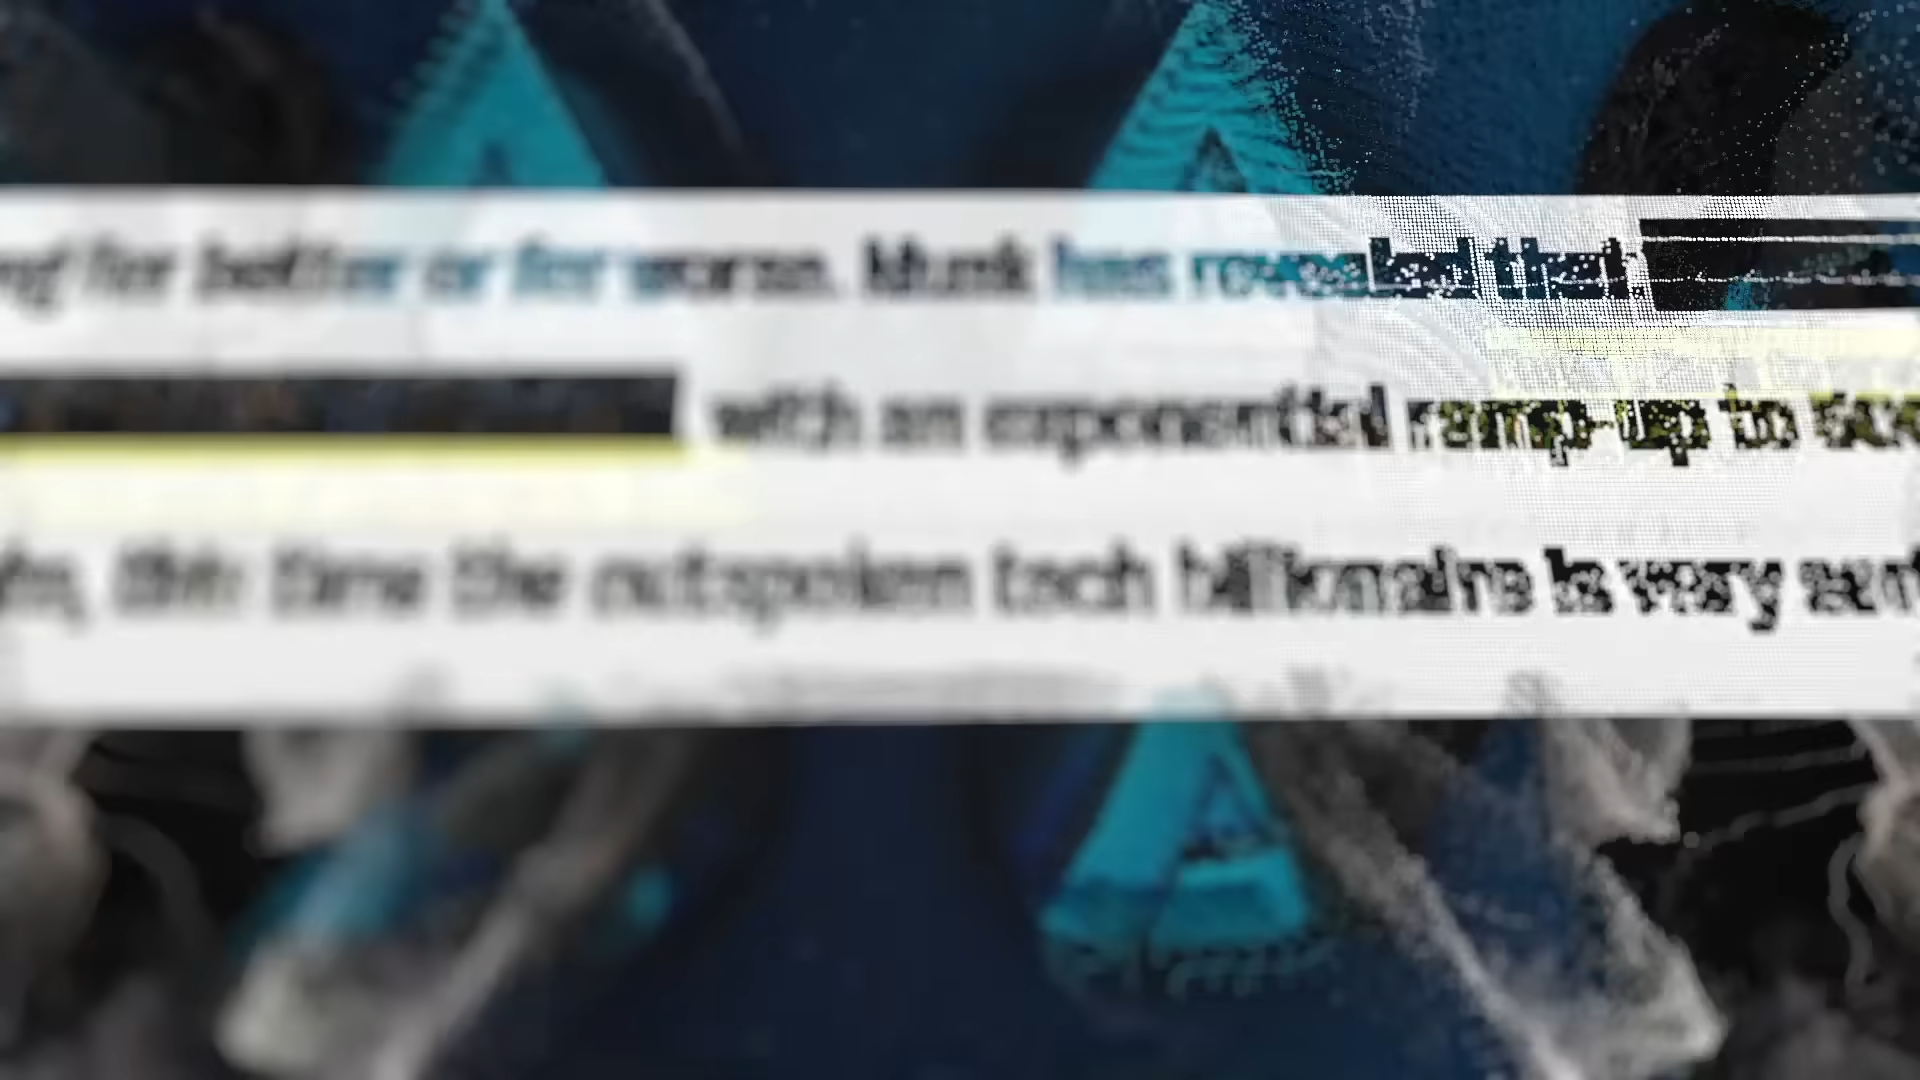 for better or for worse. Musk has revealed that
with an exponential ramp-up to
this time the outspoken tech billionaire is very